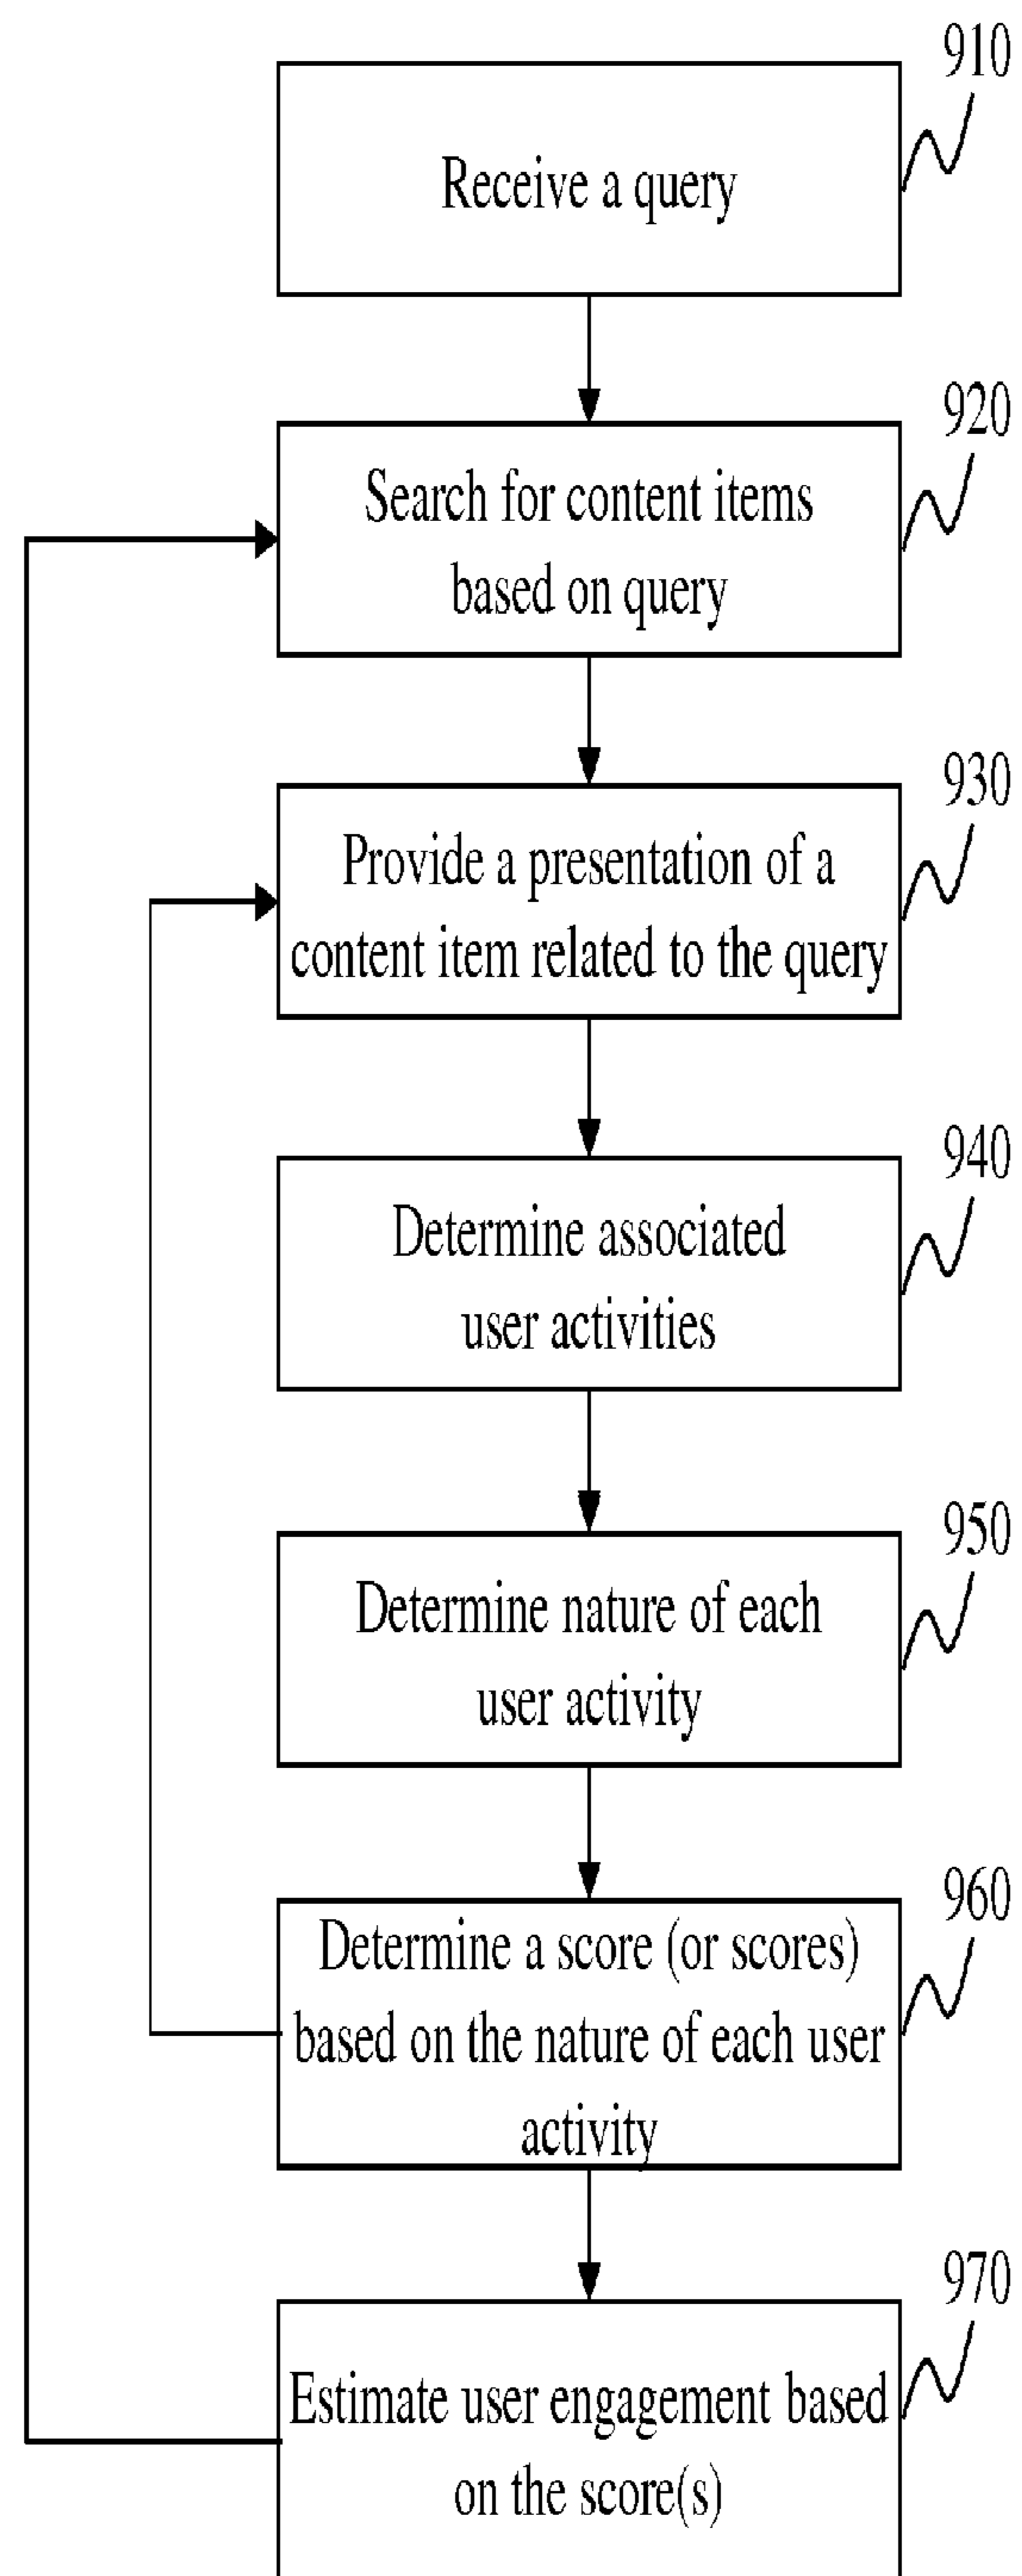 910
Receive a query
920
Search for content items
based on query
930
Provide a presentation of a
content item related to the query
940
Determine associated
user activities
950
Determine nature of each
user activity
960
Determine a score (or scores)
based on the nature of each user
activity
970
Estimate user engagement based
on the score(s)